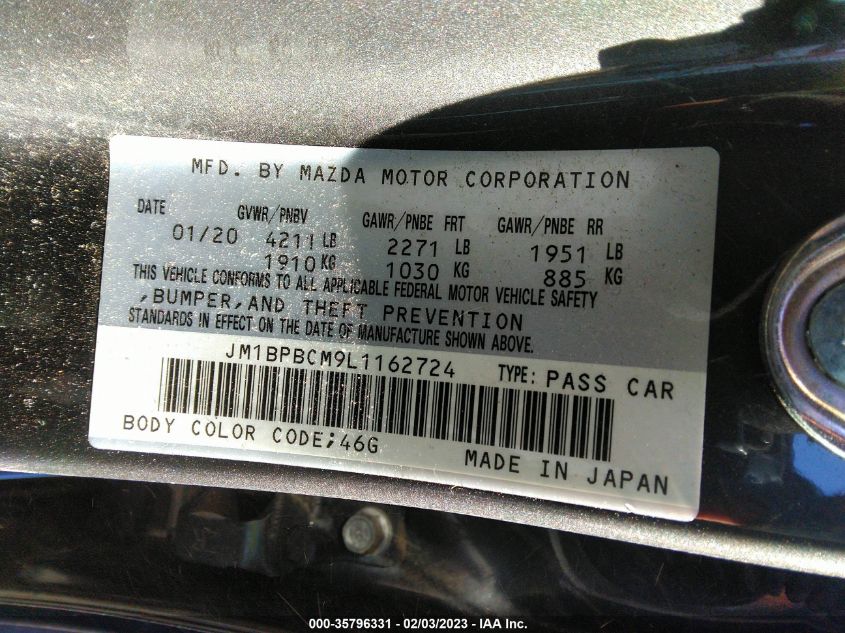 MFD. BY MAZDA MOTOR CORPORATION
DATE GVWR/PNBV GAWR/PNBE FRT GAWR/PNBE RR
01/20 4211 LB 2271 LB 1951 LB
1910 KG 1030 KG 885 KG
THIS VEHICLE CONFORMS TO ALL APPLICABLE FEDERAL MOTOR VEHICLE SAFETY
,BUMPER,AND THEFT PREVENTION
STANDARDS IN EFFECT ON THE DATE OF MANUFACTURE SHOWN ABOVE.
JM1BPBCM9L1162724 TYPE: PASS CAR
BODY COLOR CODE;46G
MADE IN JAPAN
000-35796331 - 02/03/2023 - IAA Inc.